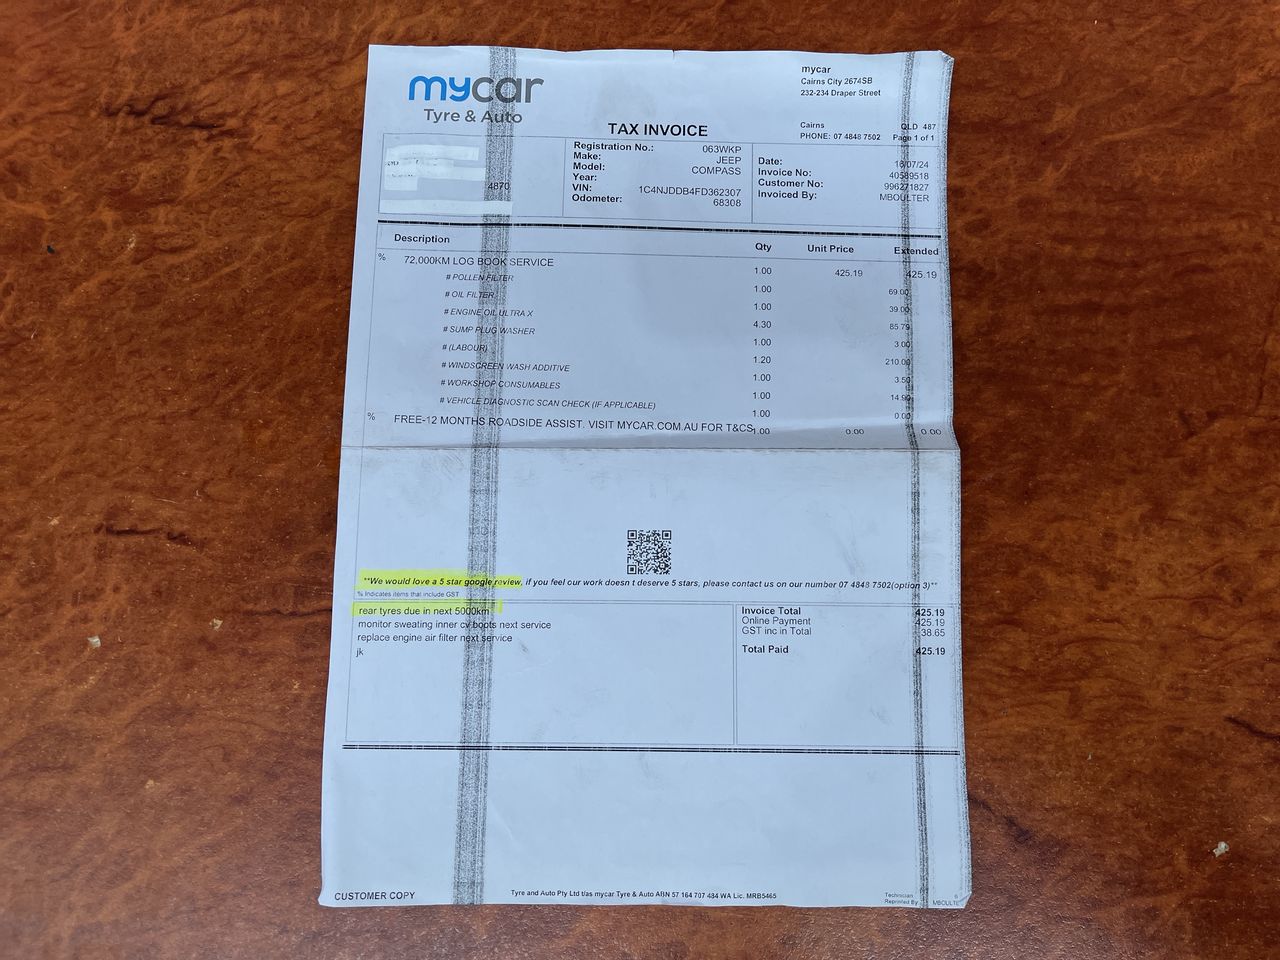 mycar
Tyre & Auto
mycar
Cairns City 2674SB
232-234 Draper Street
Cairns QLD 487
PHONE: 07 4848 7502 Page 1 of 1
TAX INVOICE
4870
Registration No.: 063WKP
Make: JEEP
Model: COMPASS
Year:
VIN: 1C4NJDDB4FD362307
Odometer: 68308
Date: 18/07/24
Invoice No: 40589518
Customer No: 996271827
Invoiced By: MBOULTER
Description Qty Unit Price Extended
% 72,000KM LOG BOOK SERVICE 1.00 425.19 425.19
# POLLEN FILTER 1.00 69.00
# OIL FILTER 1.00 39.00
# ENGINE OIL ULTRA X 4.30 85.79
# SUMP PLUG WASHER 1.00 3.00
# (LABOUR) 1.20 210.00
# WINDSCREEN WASH ADDITIVE 1.00 3.50
# WORKSHOP CONSUMABLES 1.00 14.90
# VEHICLE DIAGNOSTIC SCAN CHECK (IF APPLICABLE) 1.00 0.00
% FREE-12 MONTHS ROADSIDE ASSIST. VISIT MYCAR.COM.AU FOR T&CS 1.00 0.00 0.00
**We would love a 5 star google review, if you feel our work doesn t deserve 5 stars, please contact us on our number 07 4848 7502(option 3)**
% Indicates items that include GST
rear tyres due in next 5000km
monitor sweating inner cv boots next service
replace engine air filter next service
jk
Invoice Total 425.19
Online Payment 425.19
GST inc in Total 38.65
Total Paid 425.19
CUSTOMER COPY
Tyre and Auto Pty Ltd t/as mycar Tyre & Auto ABN 57 164 707 484 WA Lic. MRB5465
Technician
Reprinted By MBOULTE